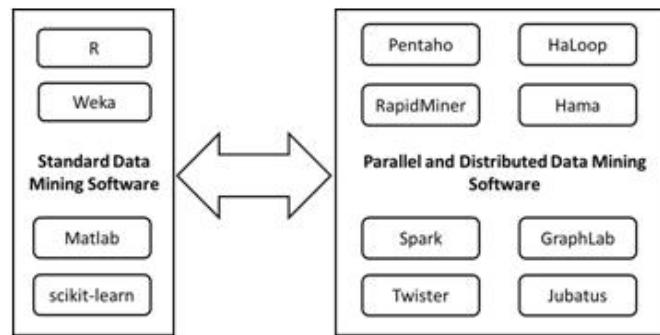 R
Weka
Standard Data
Mining Software
Matlab
scikit-learn
Pentaho
HaLoop
RapidMiner
Hama
Parallel and Distributed Data Mining
Software
Spark
GraphLab
Twister
Jubatus